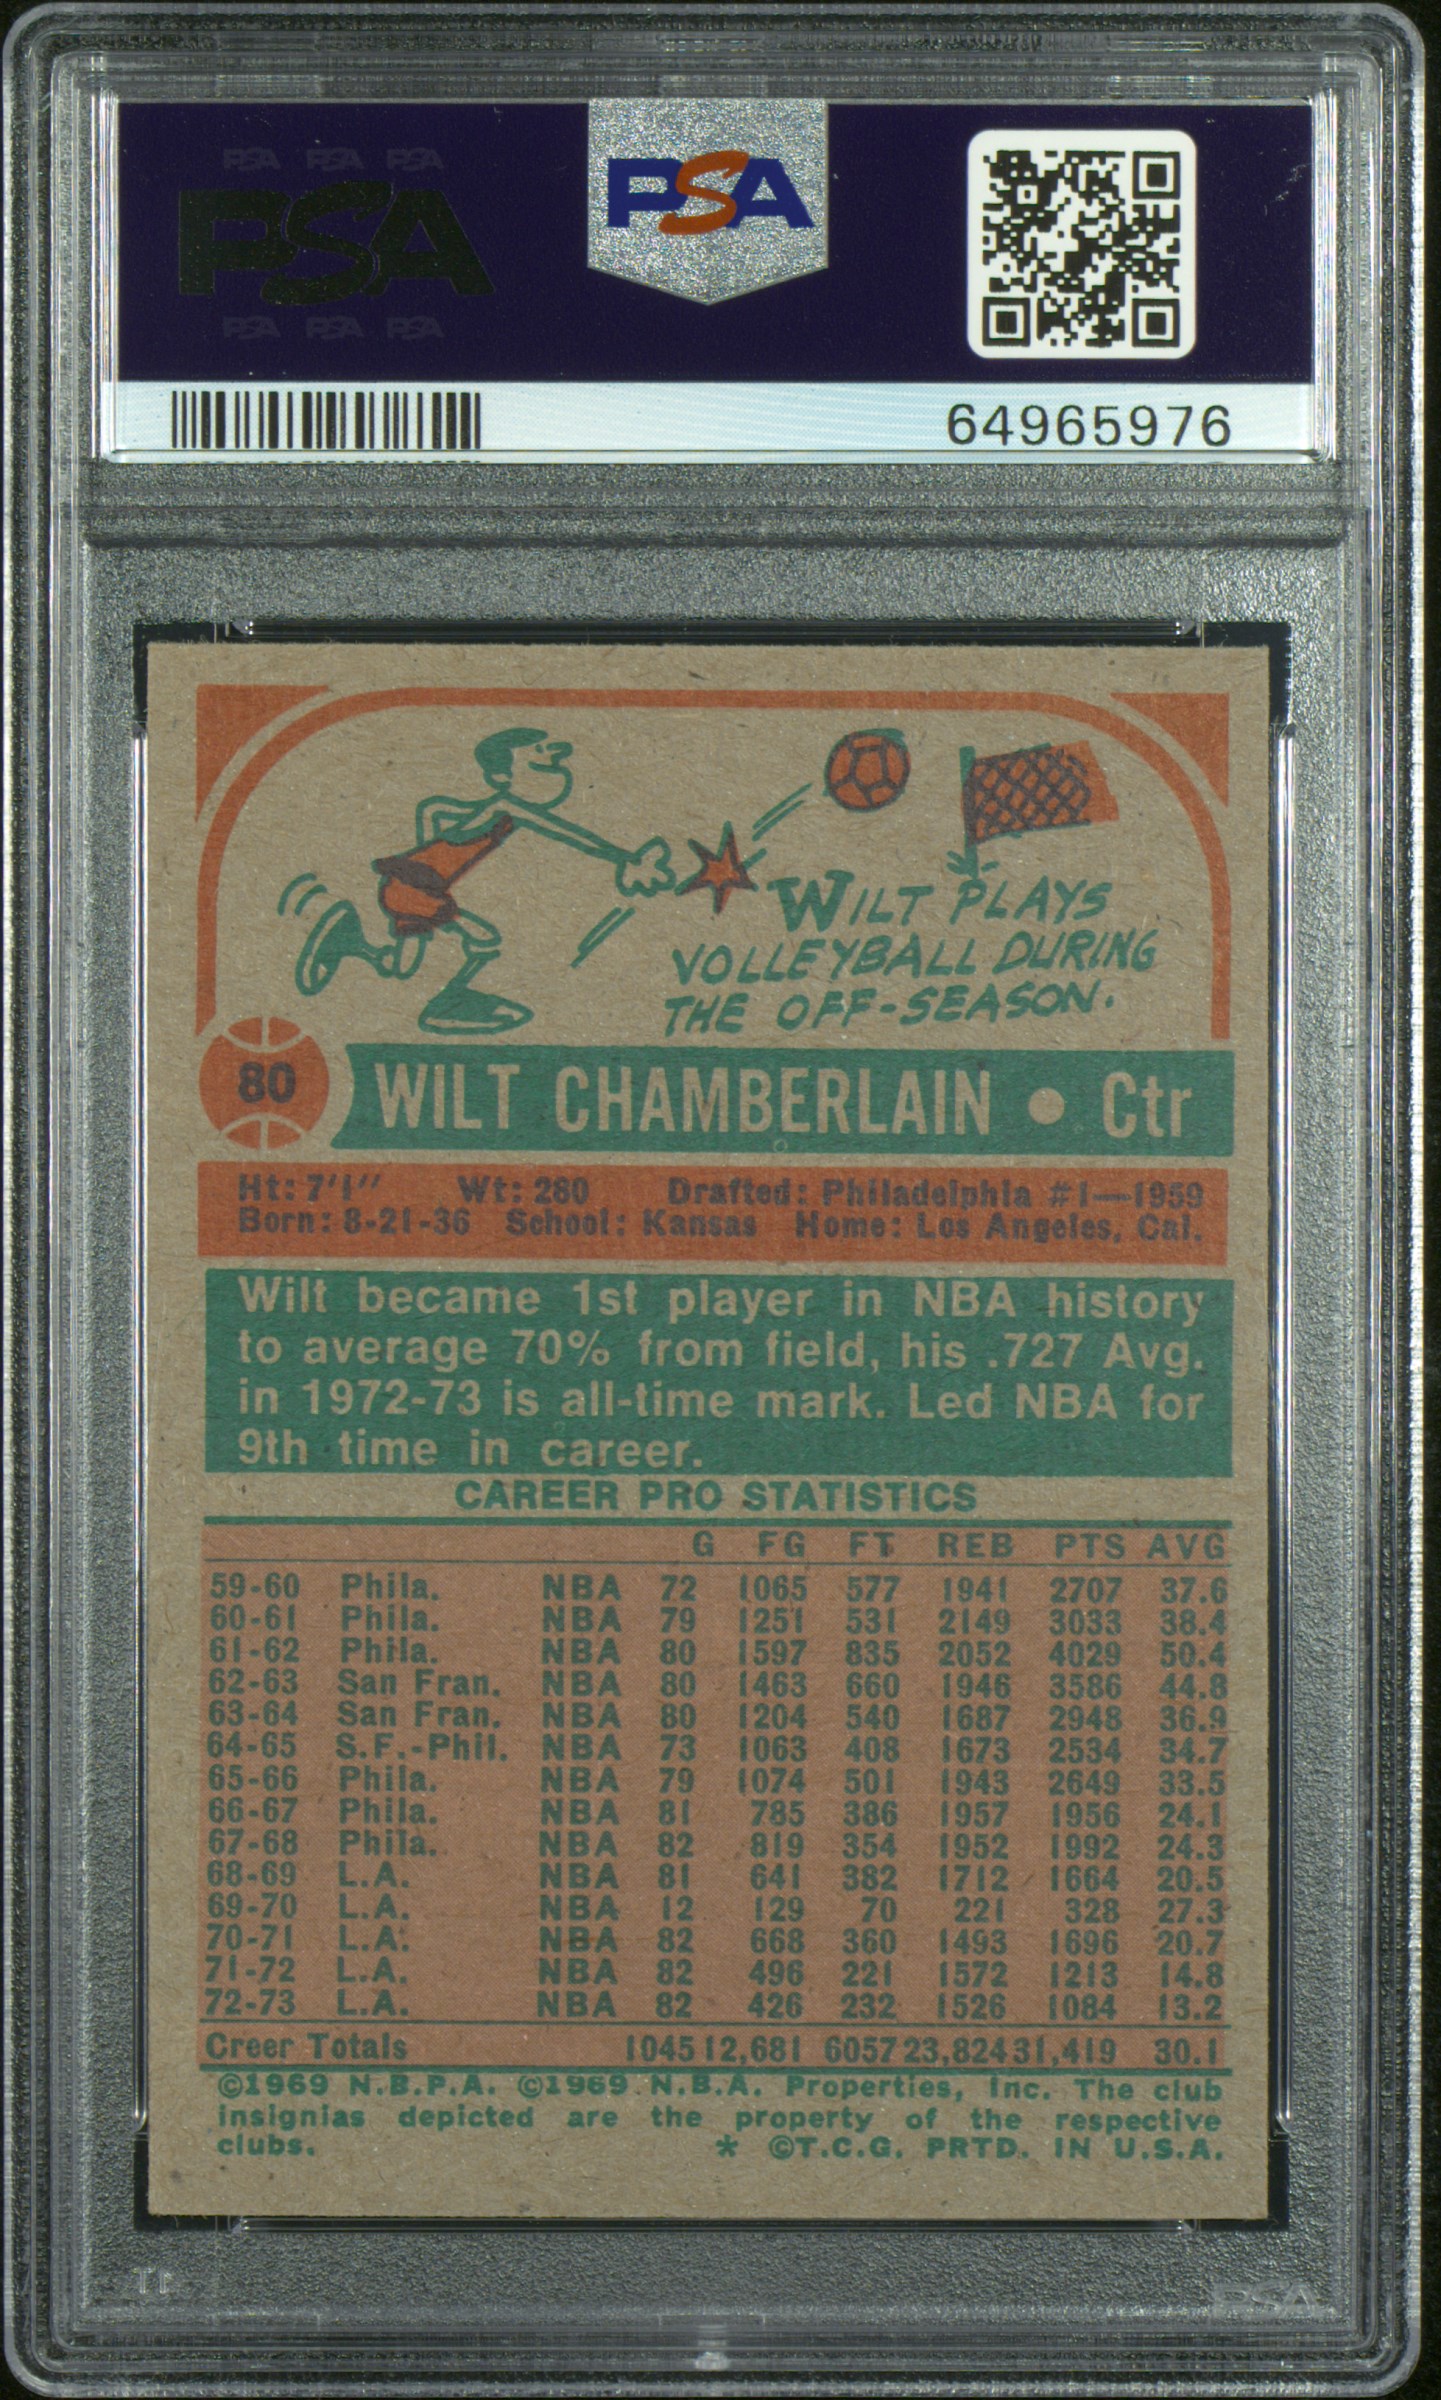 PSA PSA PSA
PSA
PSA PSA PSA
PSA
64965976
WILT PLAYS
VOLLEYBALL DURING
THE OFF-SEASON.
80
WILT CHAMBERLAIN • Ctr
Ht: 7'1" Wt: 280 Drafted: Philadelphia #1—1959
Born: 8-21-36 School: Kansas Home: Los Angeles, Cal.
Wilt became 1st player in NBA history
to average 70% from field, his .727 Avg.
in 1972-73 is all-time mark. Led NBA for
9th time in career.
CAREER PRO STATISTICS
G FG FT REB PTS AVG
59-60 Phila. NBA 72 1065 577 1941 2707 37.6
60-61 Phila. NBA 79 1251 531 2149 3033 38.4
61-62 Phila. NBA 80 1597 835 2052 4029 50.4
62-63 San Fran. NBA 80 1463 660 1946 3586 44.8
63-64 San Fran. NBA 80 1204 540 1687 2948 36.9
64-65 S.F.-Phil. NBA 73 1063 408 1673 2534 34.7
65-66 Phila. NBA 79 1074 501 1943 2649 33.5
66-67 Phila. NBA 81 785 386 1957 1956 24.1
67-68 Phila. NBA 82 819 354 1952 1992 24.3
68-69 L.A. NBA 81 641 382 1712 1664 20.5
69-70 L.A. NBA 12 129 70 221 328 27.3
70-71 L.A. NBA 82 668 360 1493 1696 20.7
71-72 L.A. NBA 82 496 221 1572 1213 14.8
72-73 L.A. NBA 82 426 232 1526 1084 13.2
Creer Totals 1045 12,681 6057 23,824 31,419 30.1
©1969 N.B.P.A. ©1969 N.B.A. Properties, Inc. The club
insignias depicted are the property of the respective
clubs. * ©T.C.G. PRTD. IN U.S.A.
PSA